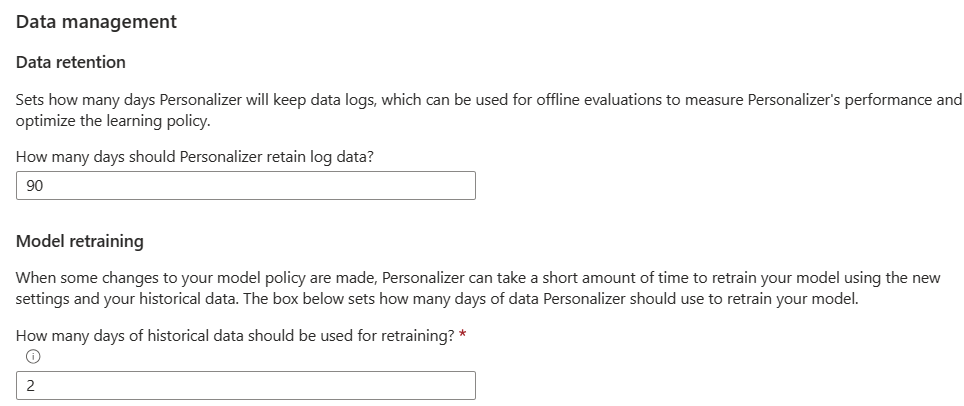 Data management
Data retention
Sets how many days Personalizer will keep data logs, which can be used for offline evaluations to measure Personalizer's performance and
optimize the learning policy.
How many days should Personalizer retain log data?
90
Model retraining
When some changes to your model policy are made, Personalizer can take a short amount of time to retrain your model using the new
settings and your historical data. The box below sets how many days of data Personalizer should use to retrain your model.
How many days of historical data should be used for retraining? *
2